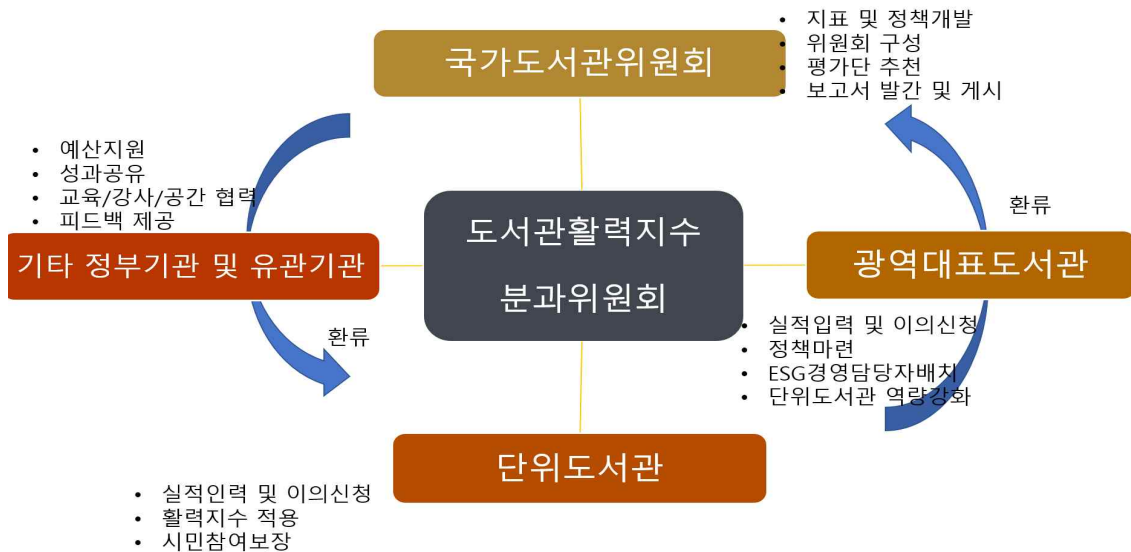 국가도서관위원회
• 지표 및 정책개발
• 위원회 구성
• 평가단 추천
• 보고서 발간 및 게시
• 예산지원
• 성과공유
• 교육/강사/공간 협력
• 피드백 제공
기타 정부기관 및 유관기관
환류
도서관활력지수
분과위원회
환류
광역대표도서관
• 실적입력 및 이의신청
• 정책마련
• ESG경영담당자배치
• 단위도서관 역량강화
단위도서관
• 실적인력 및 이의신청
• 활력지수 적용
• 시민참여보장